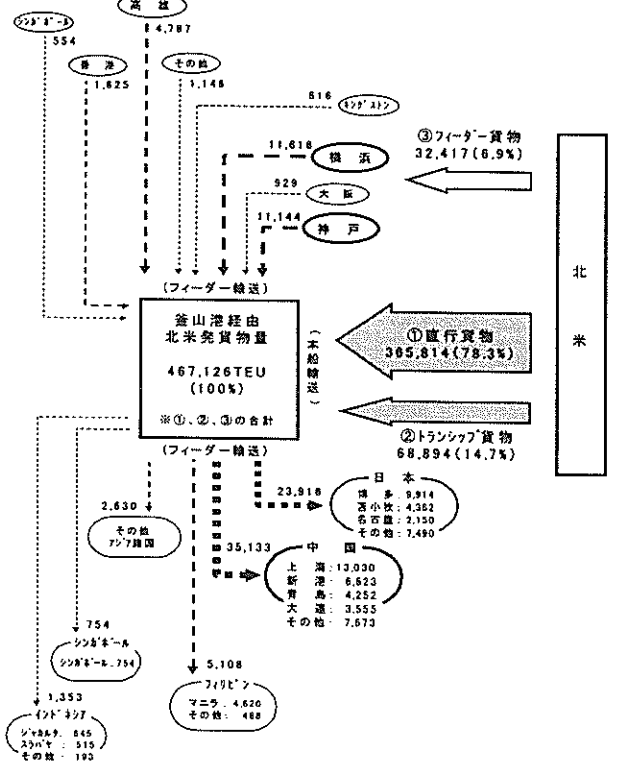 高雄
4,787
シンガポール
554
香港
1,625
その他
1,146
616
キングストン
③フィーダー貨物
32,417(6.9%)
11,616
横浜
929
大阪
11,144
神戸
(フィーダー輸送)
北米
釜山港経由
北米発貨物量
467,126TEU
(100%)
※①、②、③の合計
(本船輸送)
①直行貨物
365,814(78.3%)
②トランシップ貨物
68,894(14.7%)
(フィーダー輸送)
23,916
日本
博多:9,914
苫小牧:4,362
名古屋:2,150
その他:7,490
2,630
その他
アジア諸国
35,133
中国
上海:13,030
新港:6,623
青島:4,252
大連:3,555
その他:7,673
754
シンガポール
シンガポール:754
5,108
フィリピン
マニラ:4,620
その他:488
1,353
インドネシア
ジャカルタ:645
スラバヤ:515
その他:193